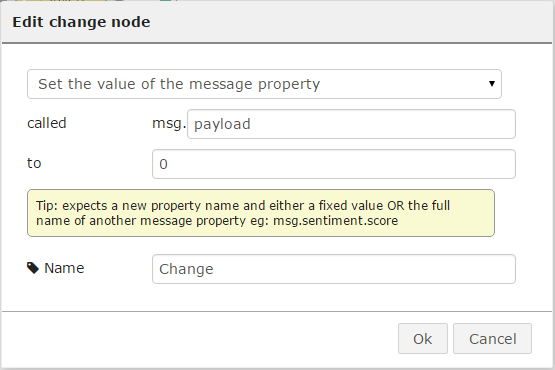 Edit change node
Set the value of the message property
called msg. payload
to 0
Tip: expects a new property name and either a fixed value OR the full
name of another message property eg: msg.sentiment.score
Name Change
Ok Cancel